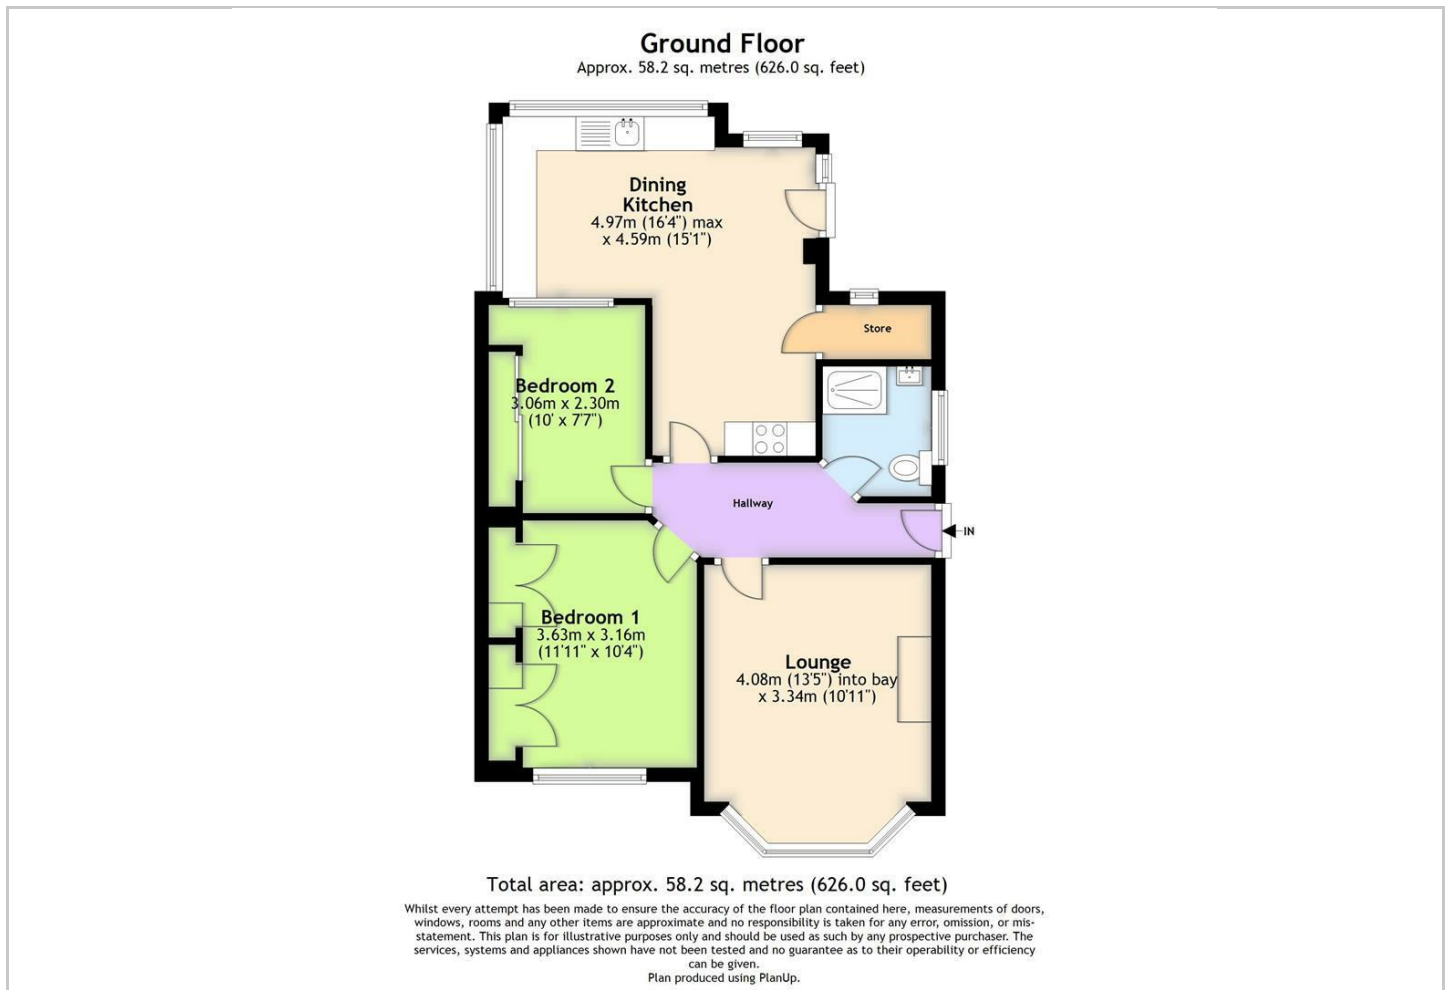 Ground Floor
Approx. 58.2 sq. metres (626.0 sq. feet)
Dining
Kitchen
4.97m (16'4") max
x 4.59m (15'1")
Store
Bedroom 2
3.06m x 2.30m
(10' x 7'7")
Hallway
IN
Bedroom 1
3.63m x 3.16m
(11'11" x 10'4")
Lounge
4.08m (13'5") into bay
x 3.34m (10'11")
Total area: approx. 58.2 sq. metres (626.0 sq. feet)
Whilst every attempt has been made to ensure the accuracy of the floor plan contained here, measurements of doors,
windows, rooms and any other items are approximate and no responsibility is taken for any error, omission, or mis-
statement. This plan is for illustrative purposes only and should be used as such by any prospective purchaser. The
services, systems and appliances shown have not been tested and no guarantee as to their operability or efficiency
can be given.
Plan produced using PlanUp.